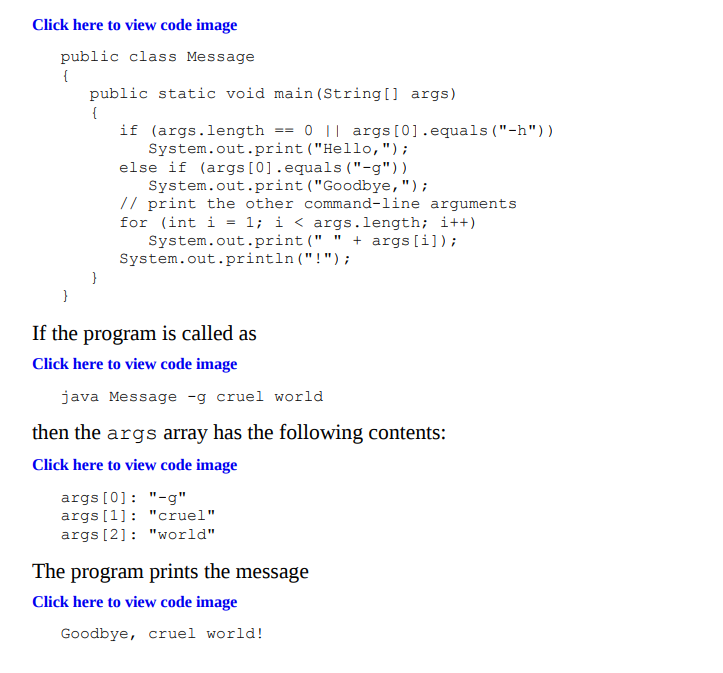 Click here to view code image
public class Message
{
public static void main(String[] args)
{
if (args.length == 0 || args[0].equals("-h"))
System.out.print("Hello,");
else if (args[0].equals("-g"))
System.out.print("Goodbye,");
// print the other command-line arguments
for (int i = 1; i < args.length; i++)
System.out.print(" " + args[i]);
System.out.println("!");
}
}
If the program is called as
Click here to view code image
java Message -g cruel world
then the args array has the following contents:
Click here to view code image
args[0]: "-g"
args[1]: "cruel"
args[2]: "world"
The program prints the message
Click here to view code image
Goodbye, cruel world!